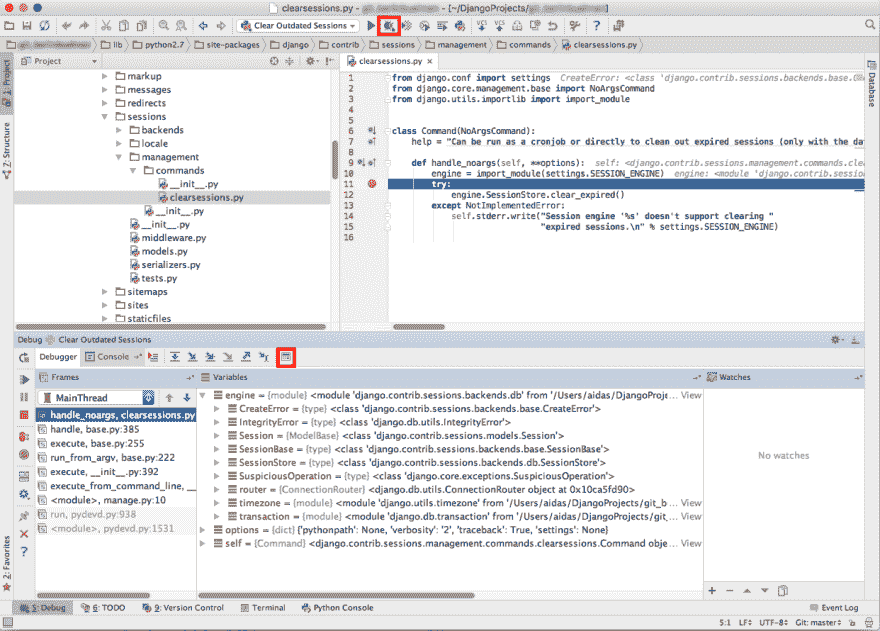 clearsessions.py - [~/DjangoProjects/
Clear Outdated Sessions
lib python2.7 site-packages django contrib sessions management commands clearsessions.py
1: Project
Z: Structure
2: Favorites
Database
Project
markup
messages
redirects
sessions
backends
locale
management
commands
__init__.py
clearsessions.py
__init__.py
__init__.py
middleware.py
models.py
serializers.py
tests.py
sitemaps
sites
staticfiles
clearsessions.py
1 from django.conf import settings CreateError: <class 'django.contrib.sessions.backends.base.
2 from django.core.management.base import NoArgsCommand
3 from django.utils.importlib import import_module
4
5
6 class Command(NoArgsCommand):
7 help = "Can be run as a cronjob or directly to clean out expired sessions (only with the da
8
9 def handle_noargs(self, **options): self: <django.contrib.sessions.management.commands.clea
10 engine = import_module(settings.SESSION_ENGINE) engine: <module 'django.contrib.session
11 try:
12 engine.SessionStore.clear_expired()
13 except NotImplementedError:
14 self.stderr.write("Session engine '%s' doesn't support clearing "
15 "expired sessions.\n" % settings.SESSION_ENGINE)
16
Debug Clear Outdated Sessions
Debugger Console
Frames
MainThread
handle_noargs, clearsessions.py
handle, base.py:385
execute, base.py:255
run_from_argv, base.py:222
execute, __init__.py:392
execute_from_command_line, __
<module>, manage.py:10
run, pydevd.py:938
<module>, pydevd.py:1531
Variables
engine = {module} <module 'django.contrib.sessions.backends.db' from '/Users/aidas/DjangoProje... View
CreateError = {type} <class 'django.contrib.sessions.backends.base.CreateError'>
IntegrityError = {type} <class 'django.db.utils.IntegrityError'>
Session = {ModelBase} <class 'django.contrib.sessions.models.Session'>
SessionBase = {type} <class 'django.contrib.sessions.backends.base.SessionBase'>
SessionStore = {type} <class 'django.contrib.sessions.backends.db.SessionStore'>
SuspiciousOperation = {type} <class 'django.core.exceptions.SuspiciousOperation'>
router = {ConnectionRouter} <django.db.utils.ConnectionRouter object at 0x10ca5fd90>
timezone = {module} <module 'django.utils.timezone' from '/Users/aidas/DjangoProjects/git_b... View
transaction = {module} <module 'django.db.transaction' from '/Users/aidas/DjangoProjects/git_... View
options = {dict} {'pythonpath': None, 'verbosity': '2', 'traceback': True, 'settings': None}
self = {Command} <django.contrib.sessions.management.commands.clearsessions.Command obje... View
Watches
No watches
5: Debug 6: TODO 9: Version Control Terminal Python Console Event Log
5:1 LF UTF-8 Git: master